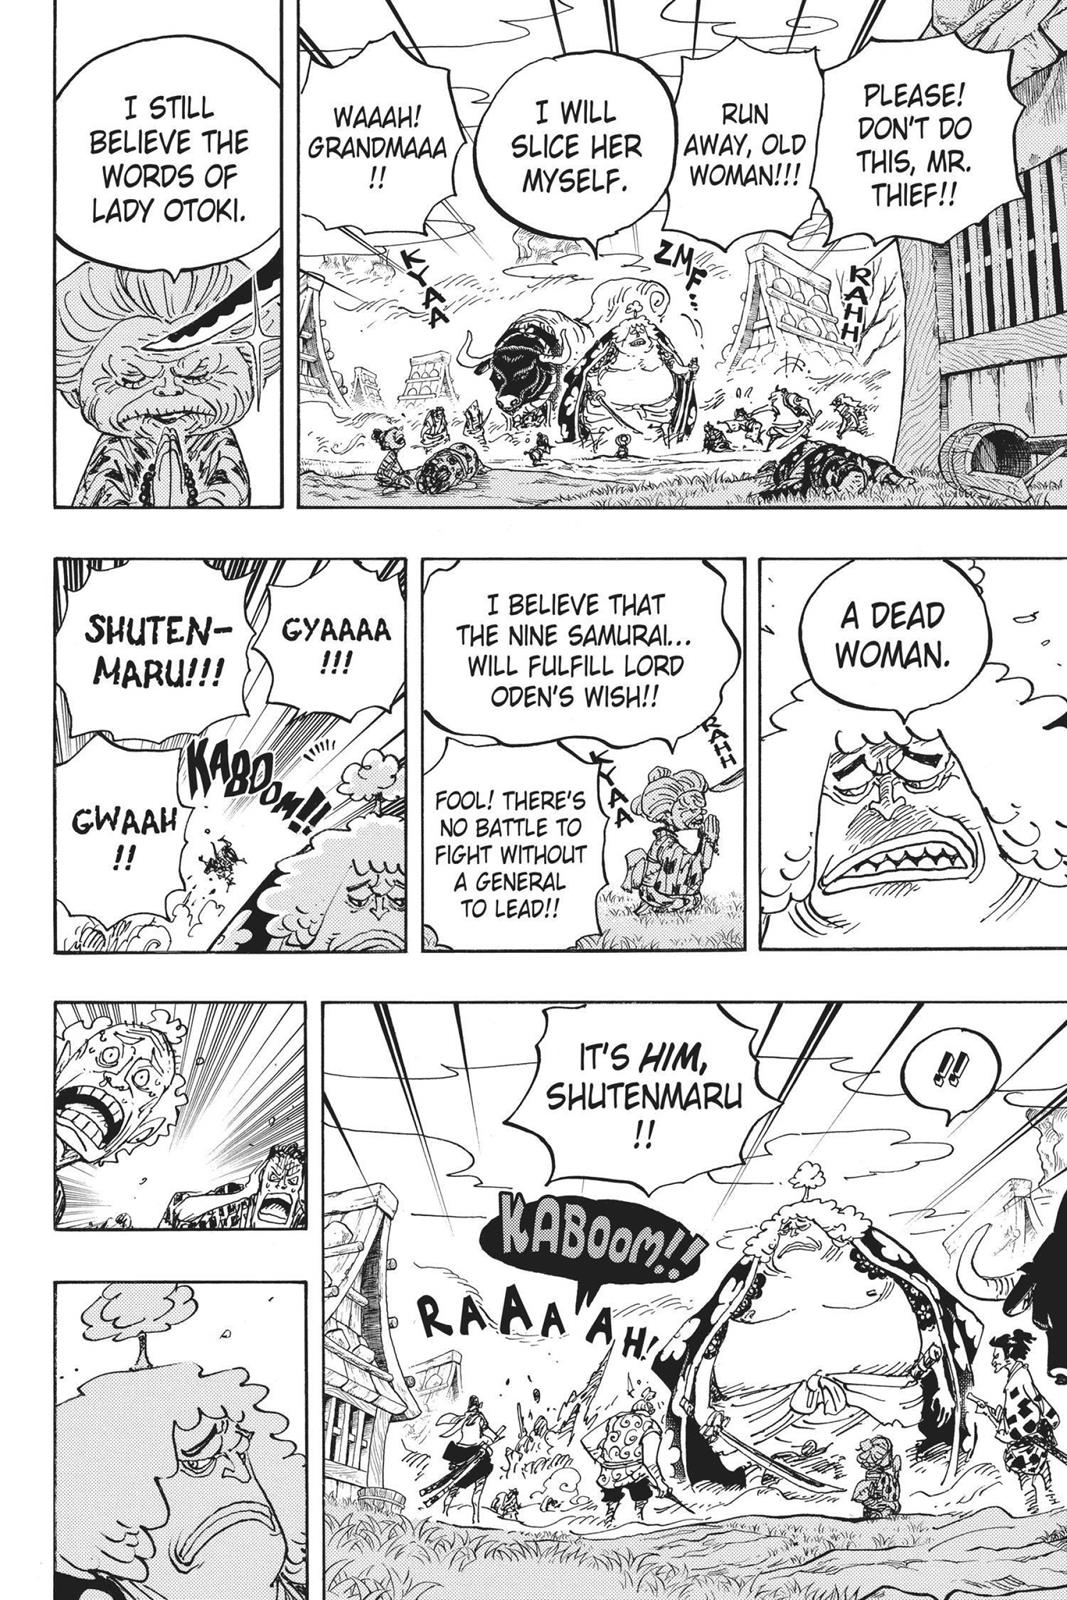 PLEASE!
DON'T DO
THIS, MR.
THIEF!!
RUN
AWAY, OLD
WOMAN!!!
I WILL
SLICE HER
MYSELF.
WAAAH!
GRANDMAAA
!!
RAHH
ZMF...
KYAA
I STILL
BELIEVE THE
WORDS OF
LADY OTOKI.
A DEAD
WOMAN.
I BELIEVE THAT
THE NINE SAMURAI...
WILL FULFILL LORD
ODEN'S WISH!!
RAHH
KYAA
FOOL! THERE'S
NO BATTLE TO
FIGHT WITHOUT
A GENERAL
TO LEAD!!
GYAAAA
!!!
SHUTEN-
MARU!!!
KABOOM!!
GWAAH
!!
!!
IT'S HIM,
SHUTENMARU
!!
KABOOM!!
RAAAAAH!